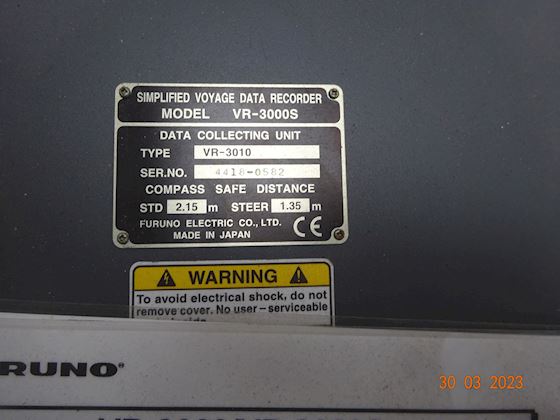 SIMPLIFIED VOYAGE DATA RECORDER
MODEL VR-3000S
DATA COLLECTING UNIT
TYPE VR-3010
SER.NO. 4418-0582
COMPASS SAFE DISTANCE
STD 2.15 m STEER 1.35 m
FURUNO ELECTRIC CO., LTD.
MADE IN JAPAN CE
WARNING
To avoid electrical shock, do not
remove cover. No user-serviceable
RUNO
30 03 2023